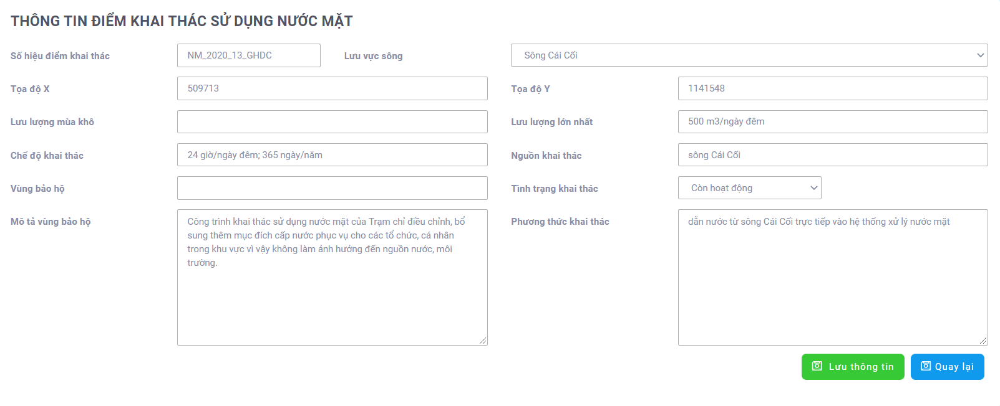 THÔNG TIN ĐIỂM KHAI THÁC SỬ DỤNG NƯỚC MẶT
Số hiệu điểm khai thác
NM_2020_13_GHDC
Lưu vực sông
Sông Cái Cối
Tọa độ X
509713
Tọa độ Y
1141548
Lưu lượng mùa khô
Lưu lượng lớn nhất
500 m3/ngày đêm
Chế độ khai thác
24 giờ/ngày đêm; 365 ngày/năm
Nguồn khai thác
sông Cái Cối
Vùng bảo hộ
Tình trạng khai thác
Còn hoạt động
Mô tả vùng bảo hộ
Công trình khai thác sử dụng nước mặt của Trạm chỉ điều chỉnh, bổ
sung thêm mục đích cấp nước phục vụ cho các tổ chức, cá nhân
trong khu vực vì vậy không làm ảnh hưởng đến nguồn nước, môi
trường.
Phương thức khai thác
dẫn nước từ sông Cái Cối trực tiếp vào hệ thống xử lý nước mặt
Lưu thông tin
Quay lại